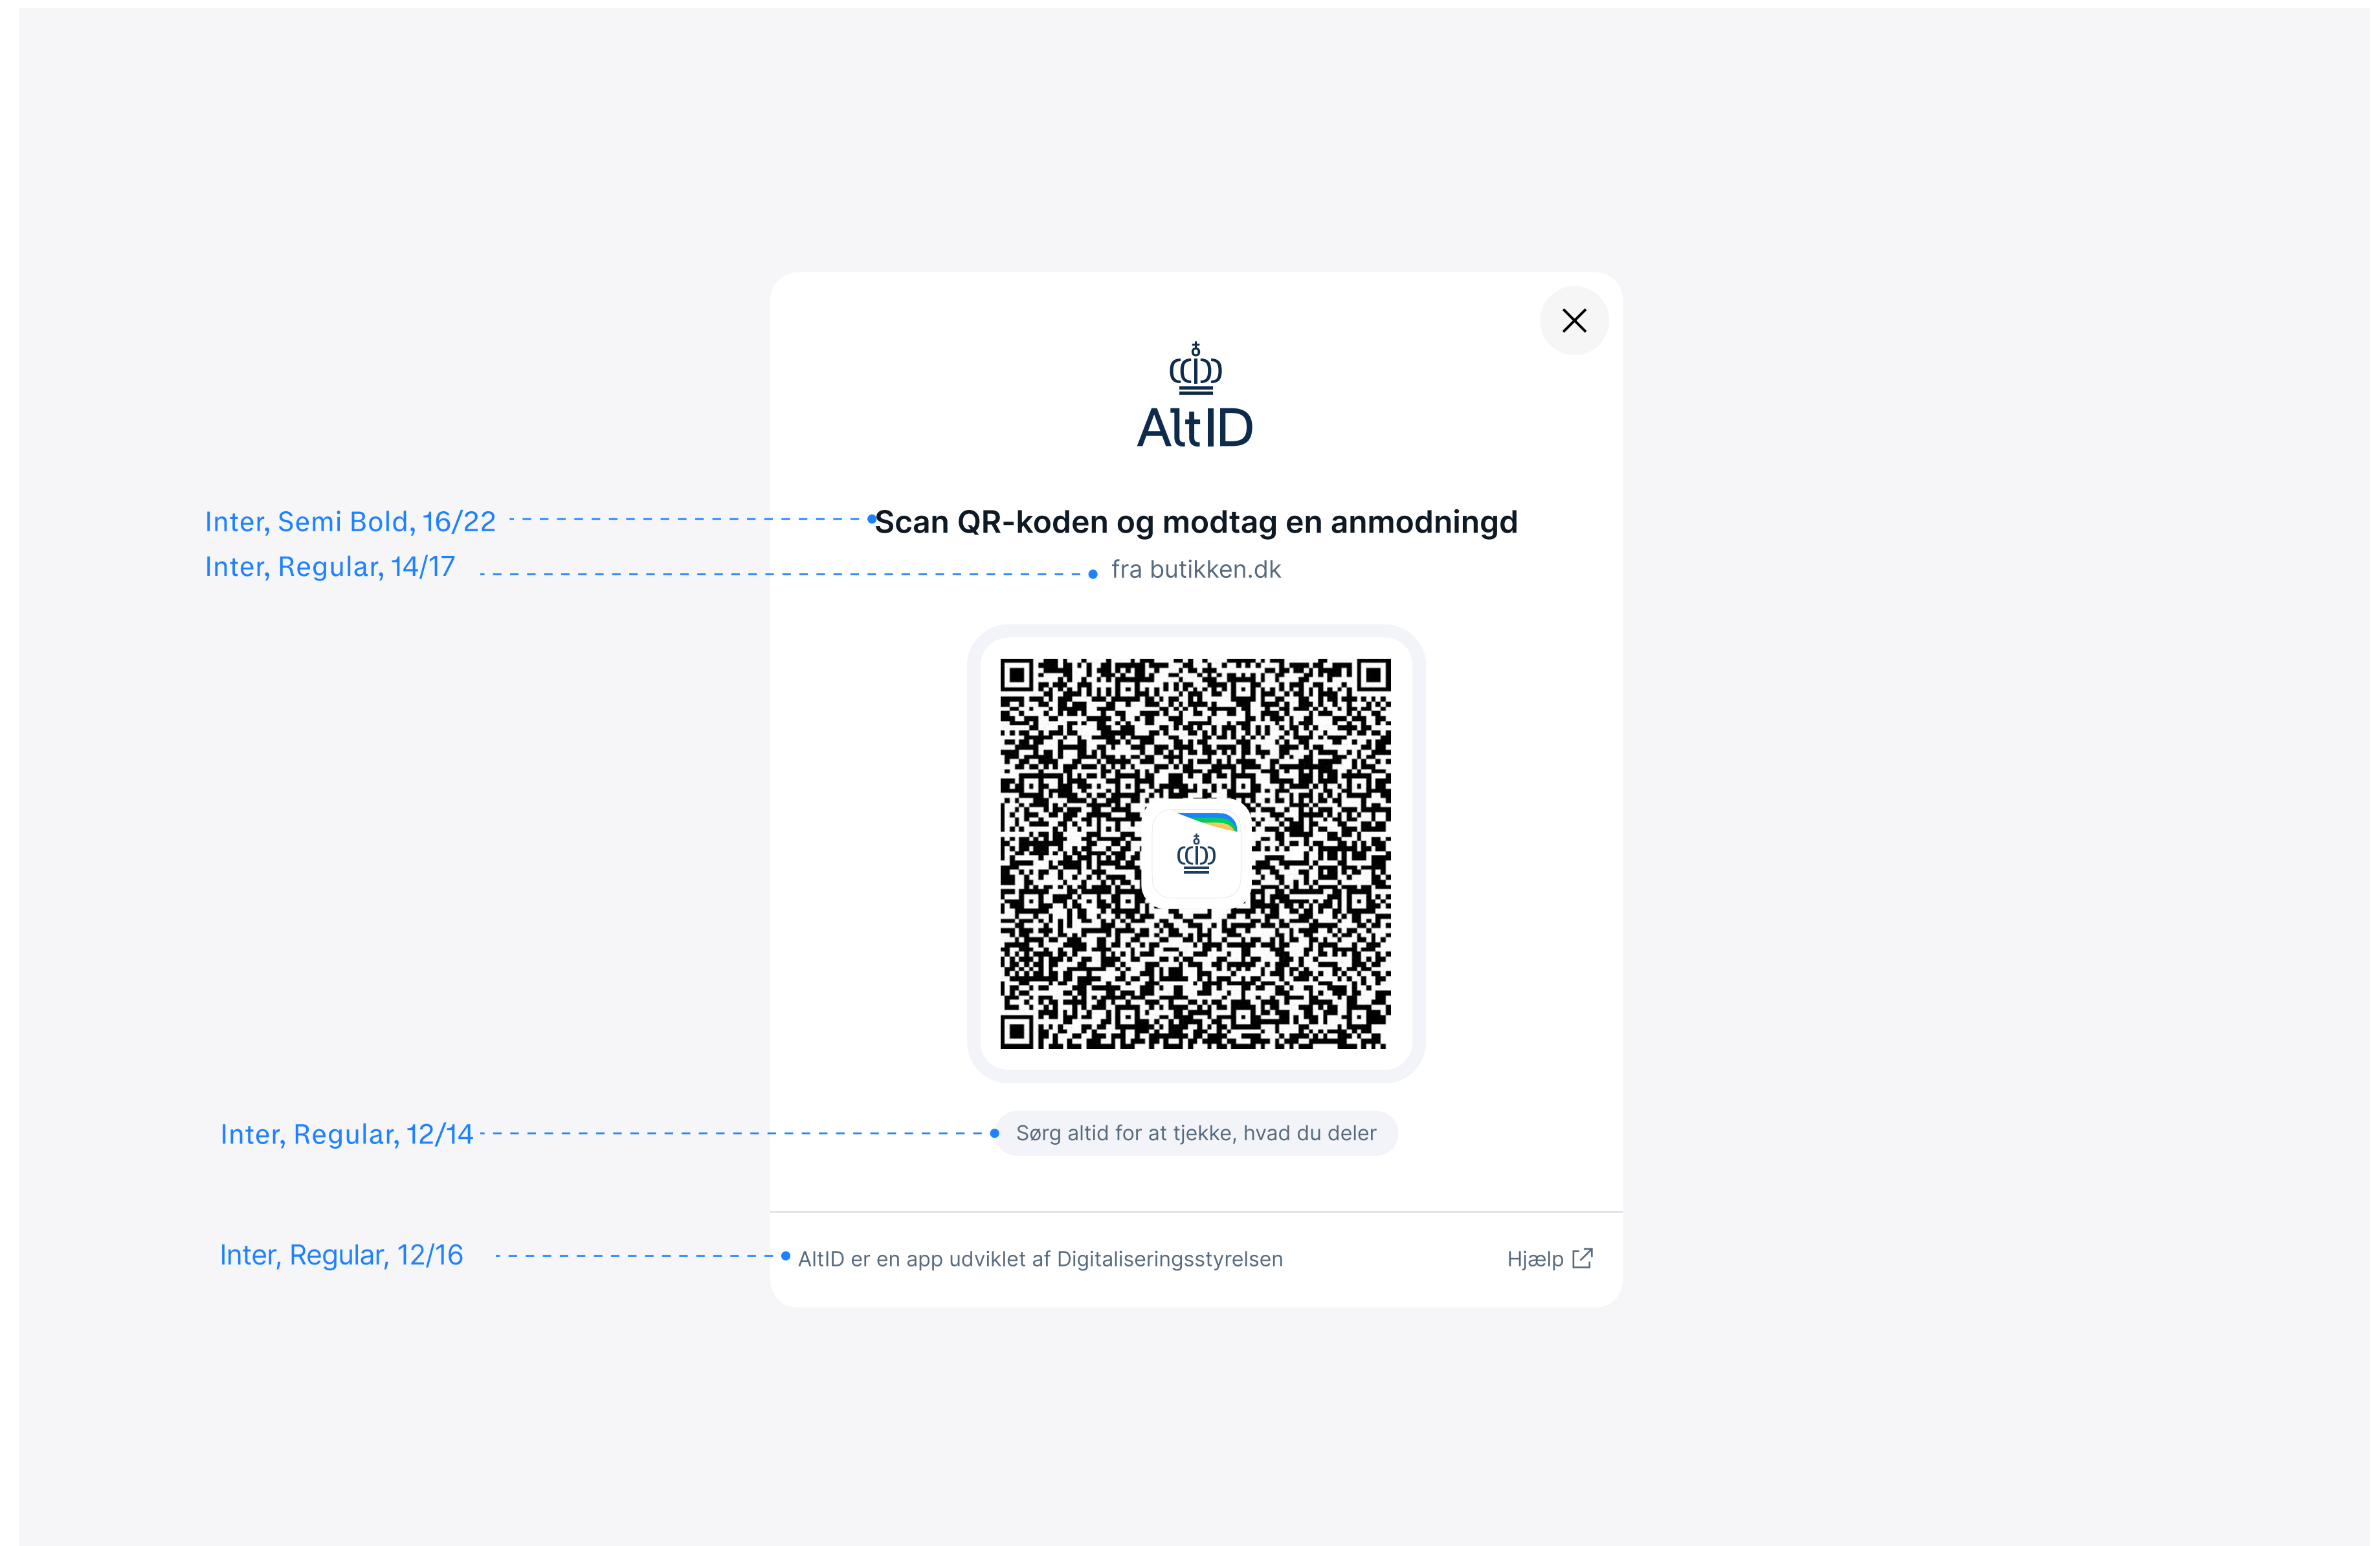 AltID
Inter, Semi Bold, 16/22
Scan QR-koden og modtag en anmodningd
Inter, Regular, 14/17
fra butikken.dk
Inter, Regular, 12/14
Sørg altid for at tjekke, hvad du deler
Inter, Regular, 12/16
AltID er en app udviklet af Digitaliseringsstyrelsen
Hjælp